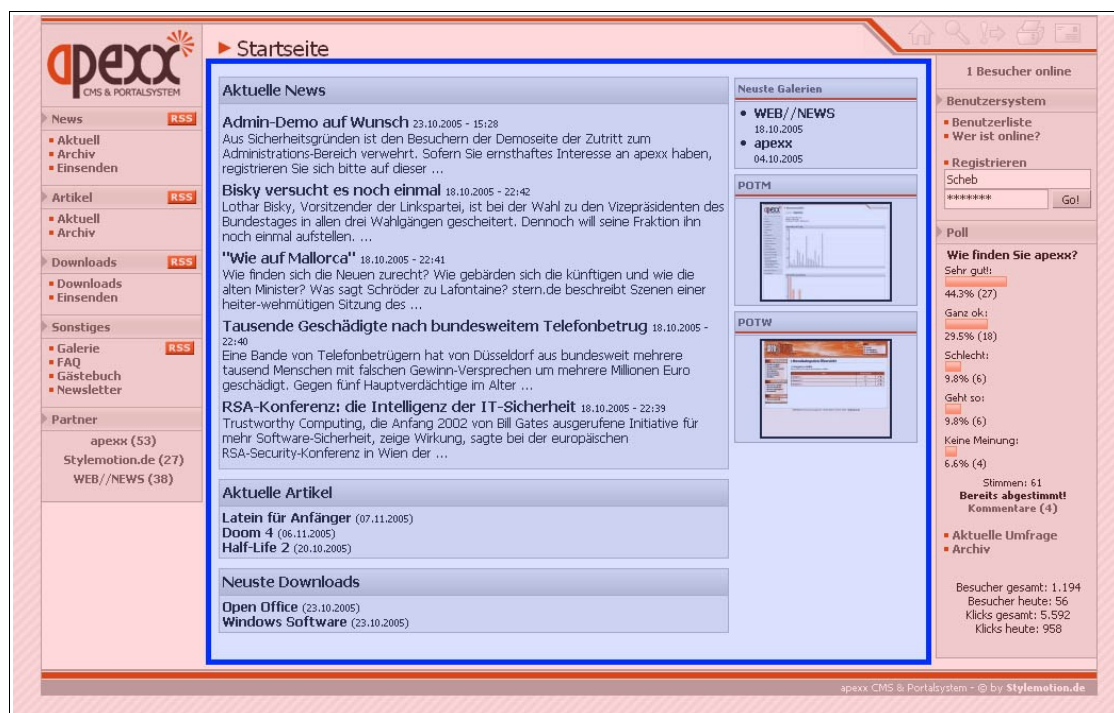 apexx
CMS & PORTALSYSTEM
Startseite
News RSS
Aktuell
Archiv
Einsenden
Artikel RSS
Aktuell
Archiv
Downloads RSS
Downloads
Einsenden
Sonstiges
Galerie RSS
FAQ
Gästebuch
Newsletter
Partner
apexx (53)
Stylemotion.de (27)
WEB//NEWS (38)
Aktuelle News
Admin-Demo auf Wunsch 23.10.2005 - 15:28
Aus Sicherheitsgründen ist den Besuchern der Demoseite der Zutritt zum
Administrations-Bereich verwehrt. Sofern Sie ernsthaftes Interesse an apexx haben,
registrieren Sie sich bitte auf dieser ...
Bisky versucht es noch einmal 18.10.2005 - 22:42
Lothar Bisky, Vorsitzender der Linkspartei, ist bei der Wahl zu den Vizepräsidenten des
Bundestages in allen drei Wahlgängen gescheitert. Dennoch will seine Fraktion ihn
noch einmal aufstellen. ...
"Wie auf Mallorca" 18.10.2005 - 22:41
Wie finden sich die Neuen zurecht? Wie gebärden sich die künftigen und wie die
alten Minister? Was sagt Schröder zu Lafontaine? stern.de beschreibt Szenen einer
heiter-wehmütigen Sitzung des ...
Tausende Geschädigte nach bundesweitem Telefonbetrug 18.10.2005 -
22:40
Eine Bande von Telefonbetrügern hat von Düsseldorf aus bundesweit mehrere
tausend Menschen mit falschen Gewinn-Versprechen um mehrere Millionen Euro
geschädigt. Gegen fünf Hauptverdächtige im Alter ...
RSA-Konferenz: die Intelligenz der IT-Sicherheit 18.10.2005 - 22:39
Trustworthy Computing, die Anfang 2002 von Bill Gates ausgerufene Initiative für
mehr Software-Sicherheit, zeige Wirkung, sagte bei der europäischen
RSA-Security-Konferenz in Wien der ...
Aktuelle Artikel
Latein für Anfänger (07.11.2005)
Doom 4 (06.11.2005)
Half-Life 2 (20.10.2005)
Neuste Downloads
Open Office (23.10.2005)
Windows Software (23.10.2005)
Neuste Galerien
WEB//NEWS
18.10.2005
apexx
04.10.2005
POTM
POTW
1 Besucher online
Benutzersystem
Benutzerliste
Wer ist online?
Registrieren
Scheb
******* Go!
Poll
Wie finden Sie apexx?
Sehr gut!:
44.3% (27)
Ganz ok:
29.5% (18)
Schlecht:
9.8% (6)
Geht so:
9.8% (6)
Keine Meinung:
6.6% (4)
Stimmen: 61
Bereits abgestimmt!
Kommentare (4)
Aktuelle Umfrage
Archiv
Besucher gesamt: 1.194
Besucher heute: 56
Klicks gesamt: 5.592
Klicks heute: 958
apexx CMS & Portalsystem - © by Stylemotion.de